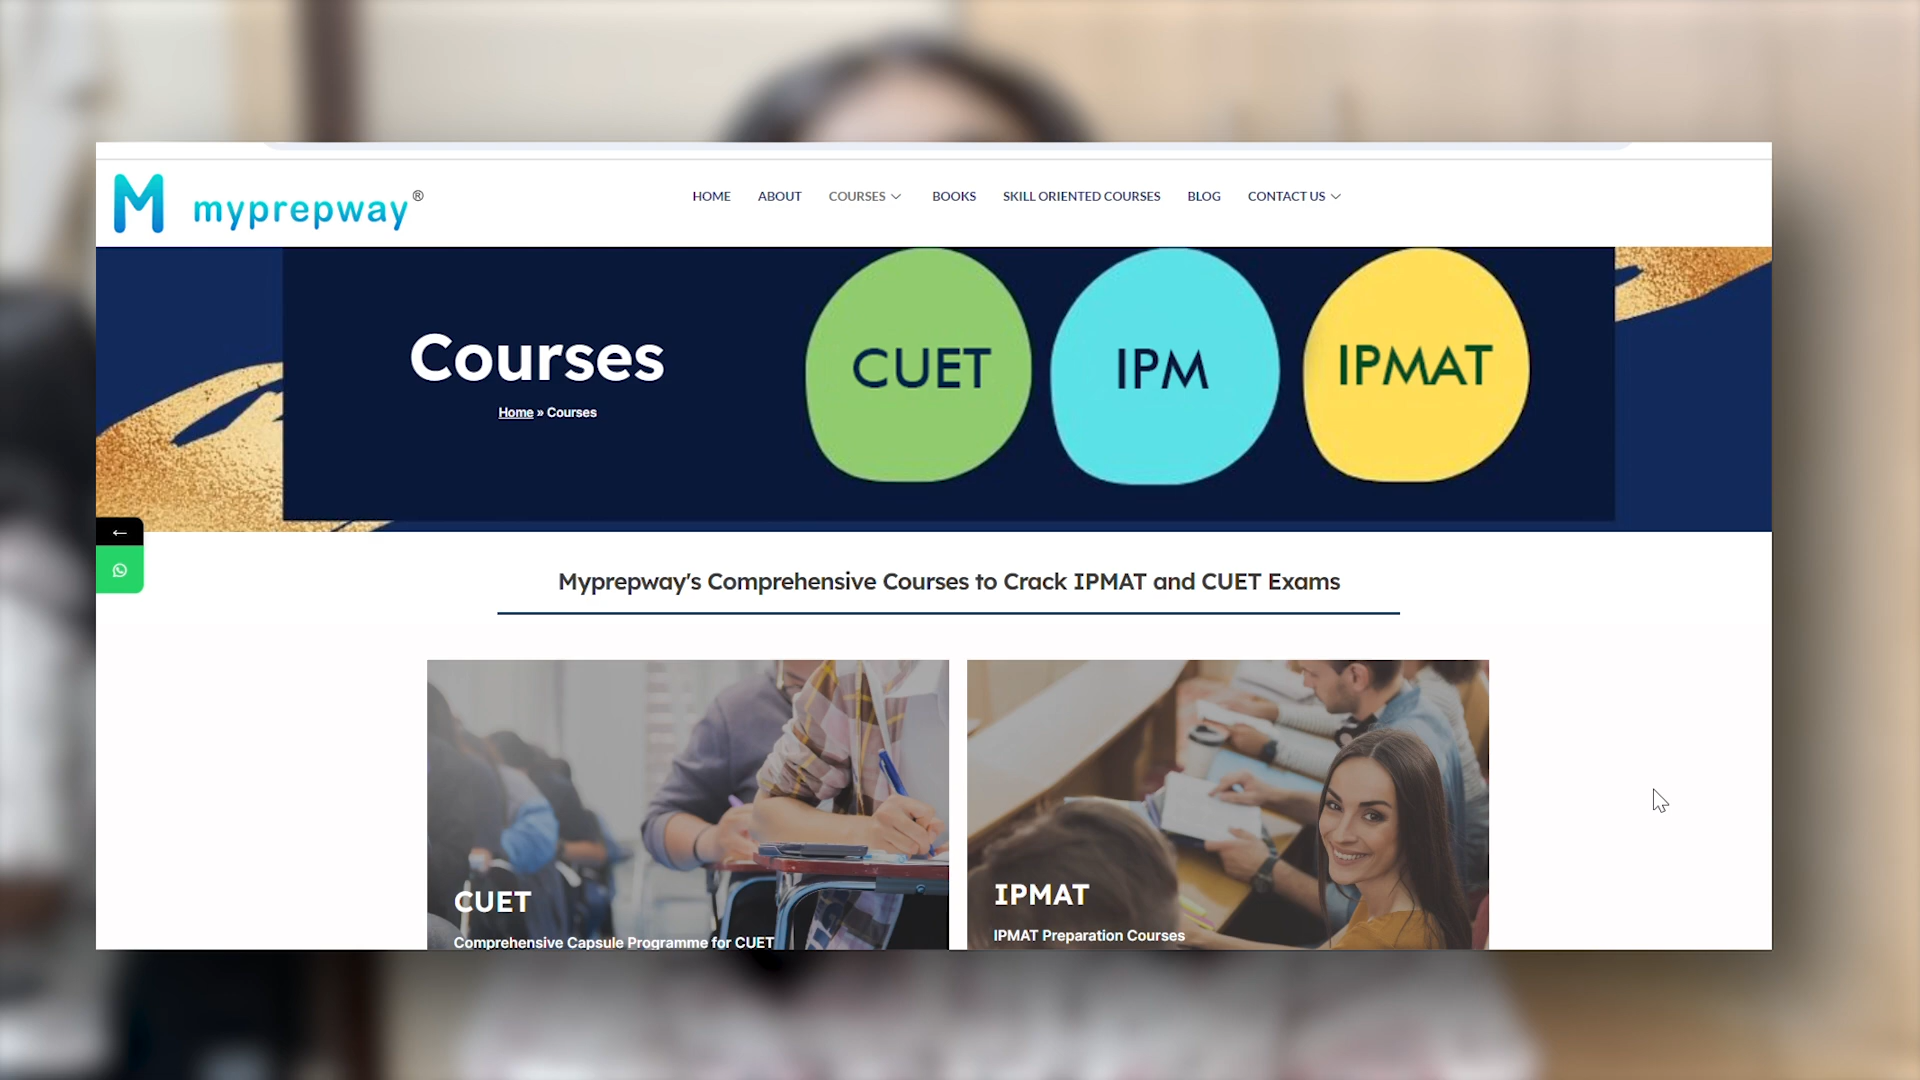 M myprepway®
HOME ABOUT COURSES BOOKS SKILL ORIENTED COURSES BLOG CONTACT US
Courses
Home » Courses
CUET IPM IPMAT
Myprepway's Comprehensive Courses to Crack IPMAT and CUET Exams
CUET
Comprehensive Capsule Programme for CUET
IPMAT
IPMAT Preparation Courses